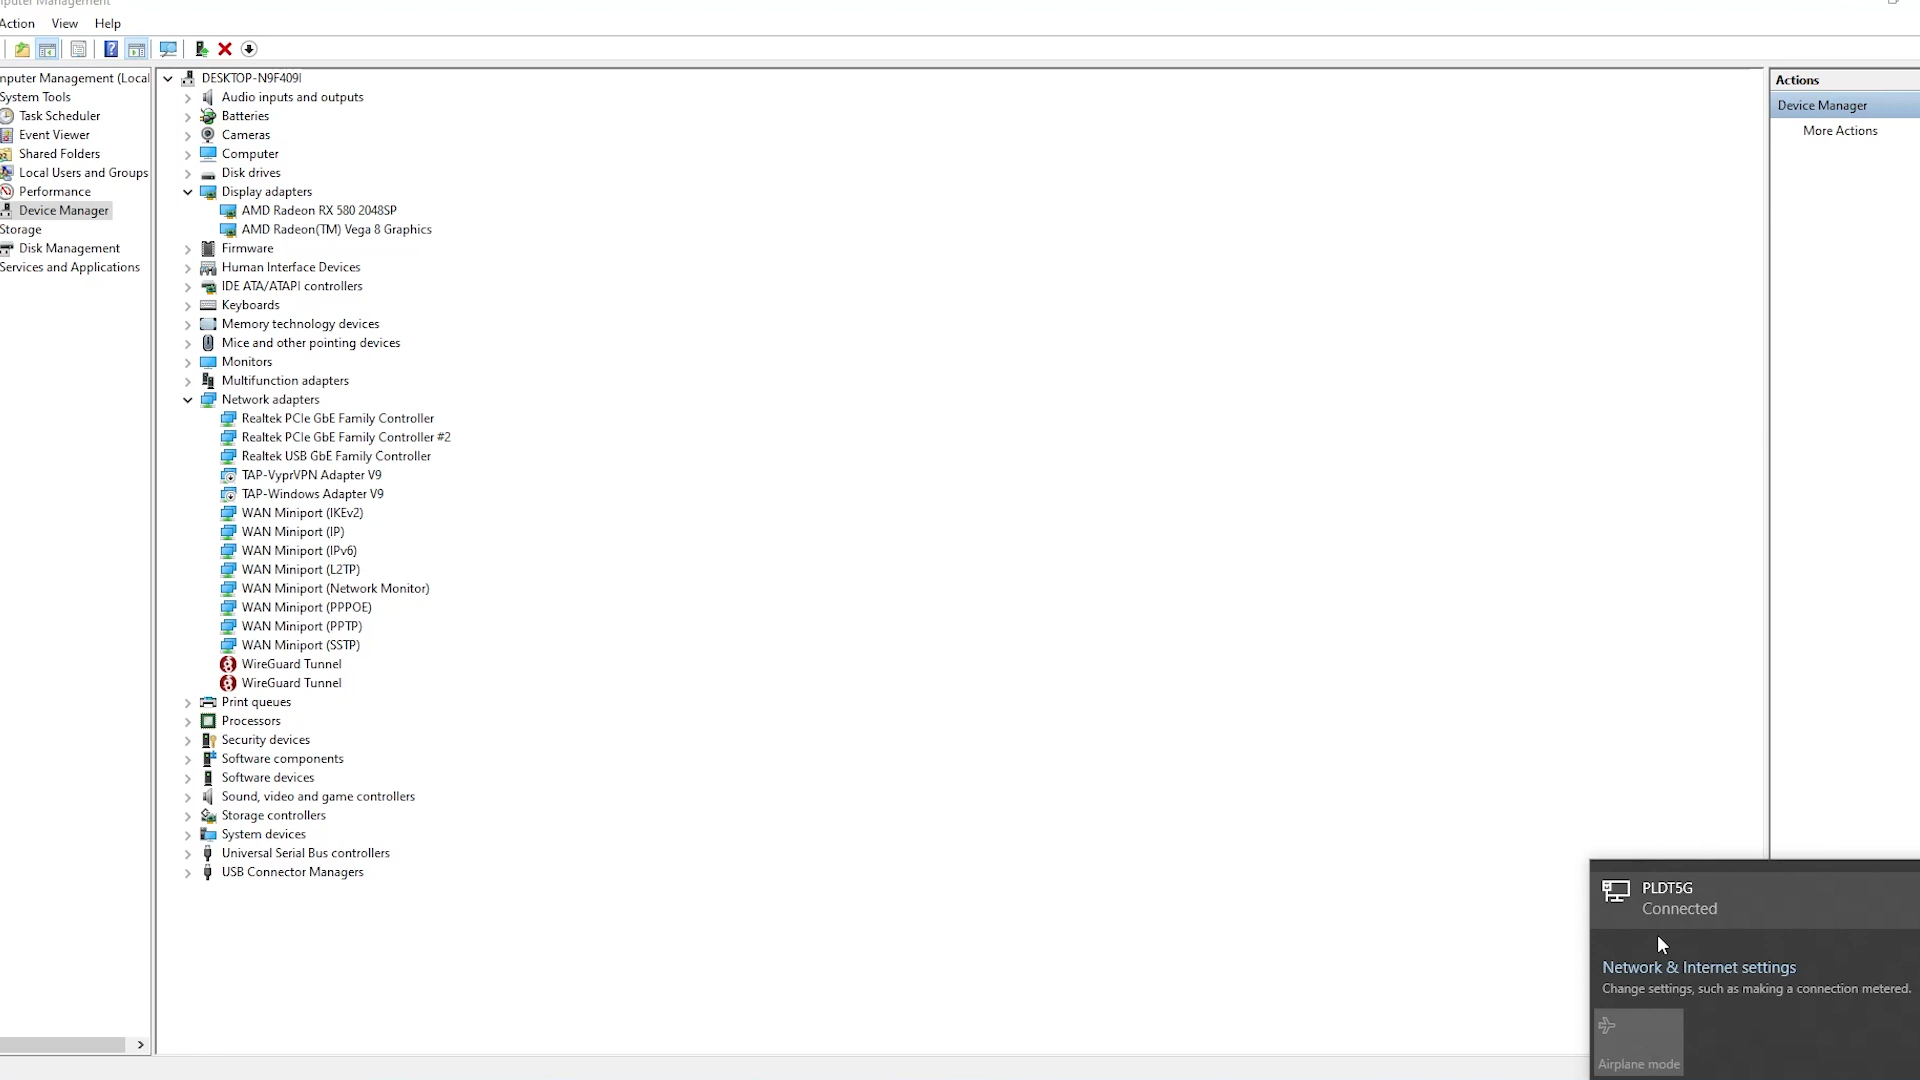 Action View Help
mputer Management (Local
System Tools
Task Scheduler
Event Viewer
Shared Folders
Local Users and Groups
Performance
Device Manager
Storage
Disk Management
Services and Applications
DESKTOP-N9F409I
Audio inputs and outputs
Batteries
Cameras
Computer
Disk drives
Display adapters
AMD Radeon RX 580 2048SP
AMD Radeon(TM) Vega 8 Graphics
Firmware
Human Interface Devices
IDE ATA/ATAPI controllers
Keyboards
Memory technology devices
Mice and other pointing devices
Monitors
Multifunction adapters
Network adapters
Realtek PCIe GbE Family Controller
Realtek PCIe GbE Family Controller #2
Realtek USB GbE Family Controller
TAP-VyprVPN Adapter V9
TAP-Windows Adapter V9
WAN Miniport (IKEv2)
WAN Miniport (IP)
WAN Miniport (IPv6)
WAN Miniport (L2TP)
WAN Miniport (Network Monitor)
WAN Miniport (PPPOE)
WAN Miniport (PPTP)
WAN Miniport (SSTP)
WireGuard Tunnel
WireGuard Tunnel
Print queues
Processors
Security devices
Software components
Software devices
Sound, video and game controllers
Storage controllers
System devices
Universal Serial Bus controllers
USB Connector Managers
Actions
Device Manager
More Actions
PLDT5G
Connected
Network & Internet settings
Change settings, such as making a connection metered.
Airplane mode